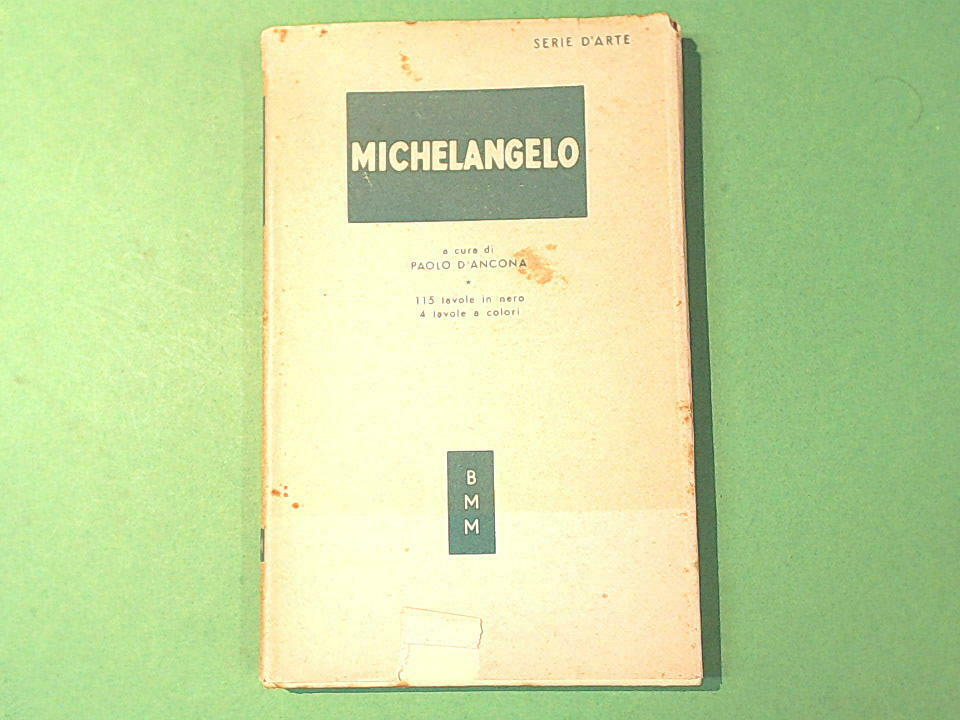 SERIE D'ARTE
MICHELANGELO
a cura di
PAOLO D'ANCONA
★
115 tavole in nero
4 tavole a colori
B
M
M